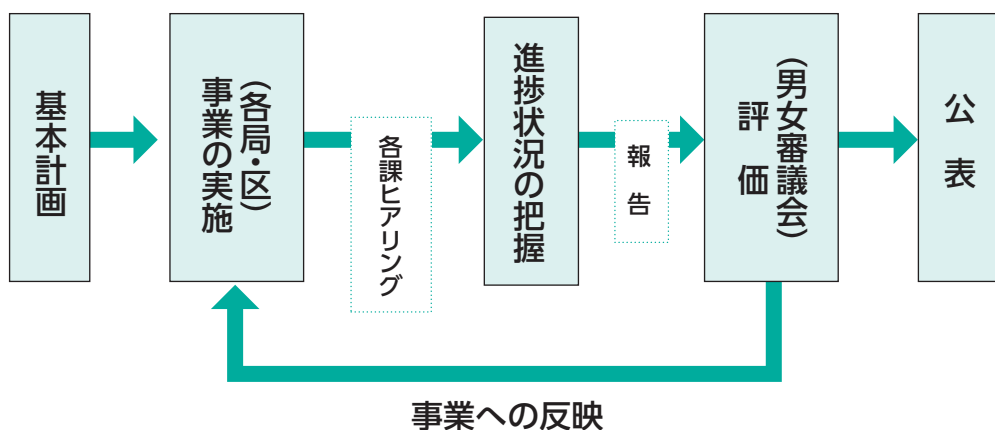 基本計画
事業の実施
（各局・区）
各課ヒアリング
進捗状況の把握
報告
評価
（男女審議会）
公表
事業への反映